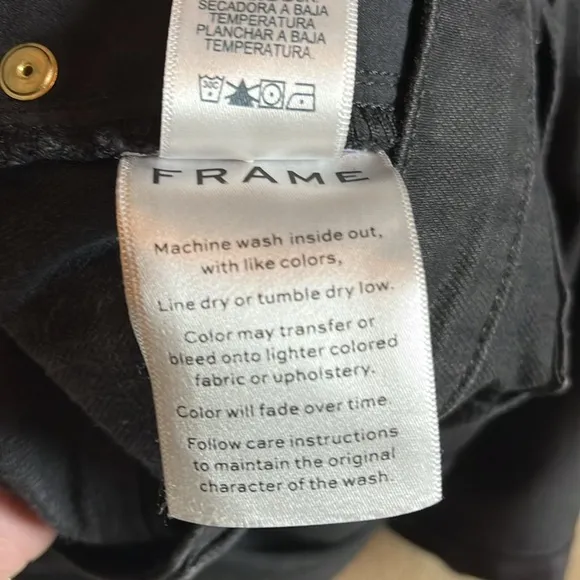 SECADORA A BAJA
TEMPERATURA
PLANCHAR A BAJA
TEMPERATURA.
30C
FRAME
Machine wash inside out,
with like colors,
Line dry or tumble dry low.
Color may transfer or
bleed onto lighter colored
fabric or upholstery.
Color will fade over time.
Follow care instructions
to maintain the original
character of the wash.